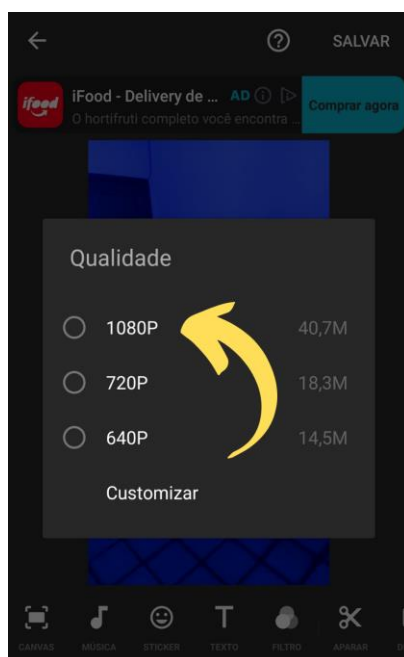 SALVAR
ifood
iFood - Delivery de ... AD
O hortifruti completo você encontra ...
Comprar agora
Qualidade
1080P 40,7M
720P 18,3M
640P 14,5M
Customizar
CANVAS MÚSICA STICKER TEXTO FILTRO APARAR